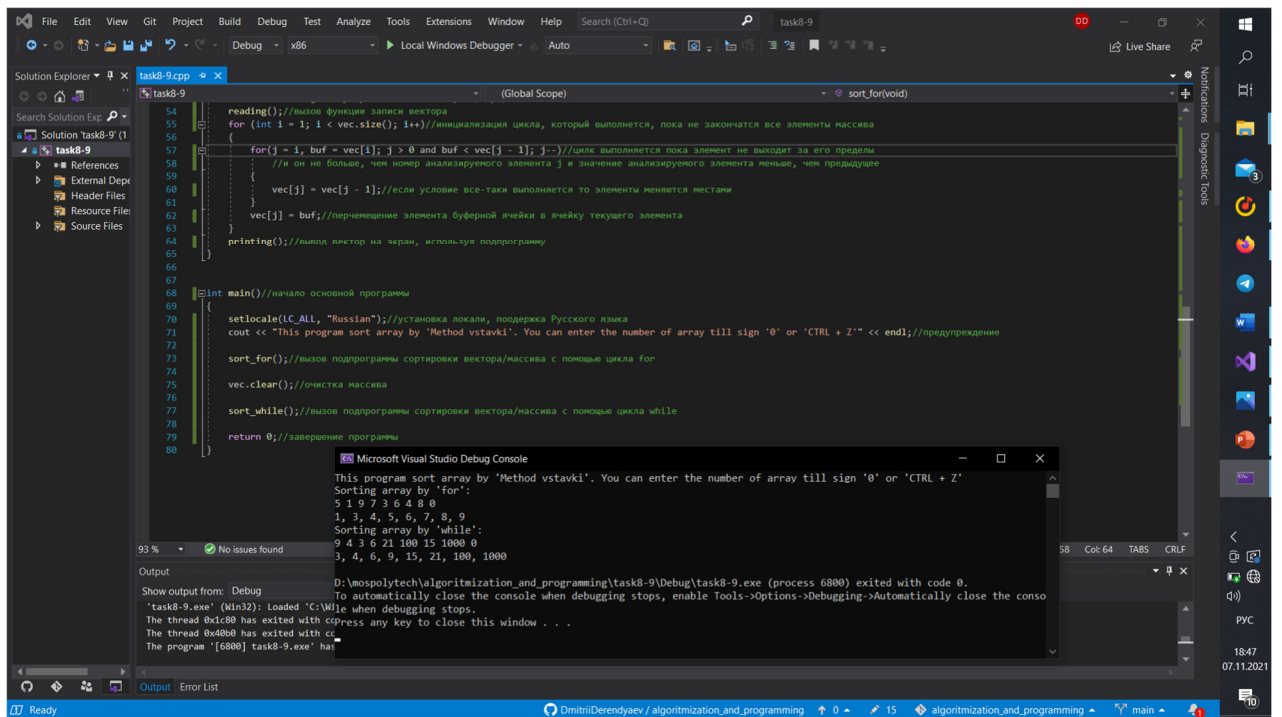 File Edit View Git Project Build Debug Test Analyze Tools Extensions Window Help Search (Ctrl+Q) task8-9 DD
Debug x86 Local Windows Debugger Auto Live Share
Solution Explorer
Search Solution Exp
Solution 'task8-9' (1
task8-9
References
External Depe
Header Files
Resource File
Source Files
task8-9.cpp
task8-9 (Global Scope) sort_for(void)
54 reading();//вызов функции записи вектора
55 for (int i = 1; i < vec.size(); i++)//инициализация цикла, который выполняется, пока не закончатся все элементы массива
56 {
57 for(j = i, buf = vec[i]; j > 0 and buf < vec[j - 1]; j--)//цилк выполняется пока элемент не выходит за его пределы
58 //и он не больше, чем номер анализируемого элемента j и значение анализируемого элемента меньше, чем предыдущее
59 {
60 vec[j] = vec[j - 1];//если условие все-таки выполняется то элементы меняются местами
61 }
62 vec[j] = buf;//перчемещение элемента буферной ячейки в ячейку текущего элемента
63 }
64 printing();//вывод вектор на экран, используя подпрограмму
65 }
66
67
68 int main()//начало основной программы
69 {
70 setlocale(LC_ALL, "Russian");//установка локали, поодержка Русского языка
71 cout << "This program sort array by 'Method vstavki'. You can enter the number of array till sign '0' or 'CTRL + Z'" << endl;//предупреждение
72
73 sort_for();//вызов подпрограммы сортировки вектора/массива с помощью цикла for
74
75 vec.clear();//очистка массива
76
77 sort_while();//вызов подпрограммы сортировки вектора/массива с помощью цикла while
78
79 return 0;//завершение программы
80 }
Notifications
Diagnostic Tools
93 % No issues found
58 Col: 64 TABS CRLF
Microsoft Visual Studio Debug Console
This program sort array by 'Method vstavki'. You can enter the number of array till sign '0' or 'CTRL + Z'
Sorting array by 'for':
5 1 9 7 3 6 4 8 0
1, 3, 4, 5, 6, 7, 8, 9
Sorting array by 'while':
9 4 3 6 21 100 15 1000 0
3, 4, 6, 9, 15, 21, 100, 1000
D:\mospolytech\algoritmization_and_programming\task8-9\Debug\task8-9.exe (process 6800) exited with code 0.
To automatically close the console when debugging stops, enable Tools->Options->Debugging->Automatically close the conso
le when debugging stops.
Press any key to close this window . . .
Output
Show output from: Debug
'task8-9.exe' (Win32): Loaded 'C:\Wi
The thread 0x1c80 has exited with co
The thread 0x40b0 has exited with co
The program '[6800] task8-9.exe' has
Output Error List
Ready DmitriiDerendyaev / algoritmization_and_programming 0 15 algoritmization_and_programming main 1
3
РУС
18:47
07.11.2021
10